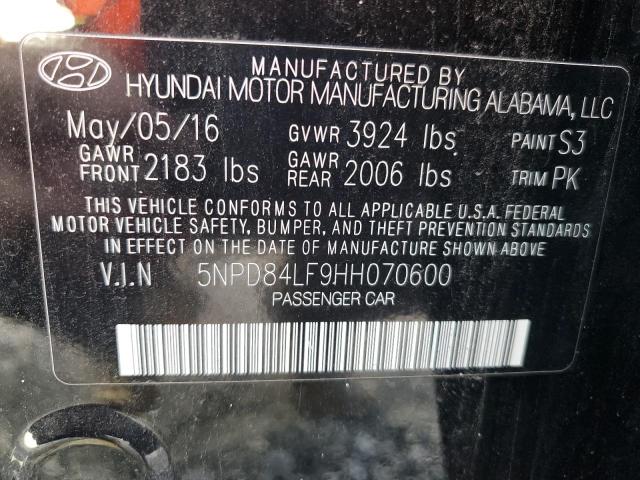 MANUFACTURED BY
HYUNDAI MOTOR MANUFACTURING ALABAMA, LLC
May/05/16 GVWR 3924 lbs PAINT S3
GAWR FRONT 2183 lbs GAWR REAR 2006 lbs TRIM PK
THIS VEHICLE CONFORMS TO ALL APPLICABLE U.S.A. FEDERAL
MOTOR VEHICLE SAFETY, BUMPER, AND THEFT PREVENTION STANDARDS
IN EFFECT ON THE DATE OF MANUFACTURE SHOWN ABOVE
V.I.N 5NPD84LF9HH070600
PASSENGER CAR